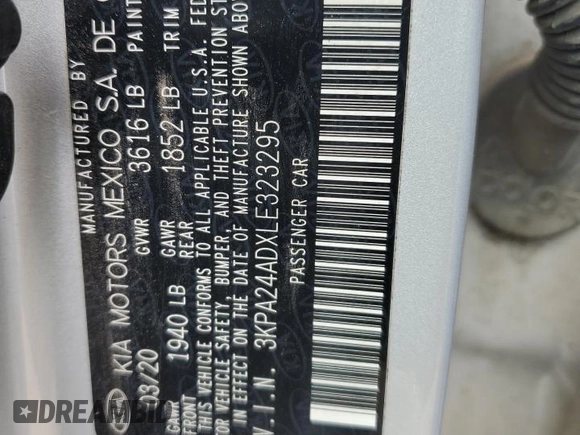 MANUFACTURED BY
KIA MOTORS MEXICO S.A. DE
03/20 GVWR 3616 LB PAINT
GAWR GAWR
FRONT 1940 LB REAR 1852 LB TRIM
THIS VEHICLE CONFORMS TO ALL APPLICABLE U.S.A. FED
VEHICLE SAFETY, BUMPER AND THEFT PREVENTION ST
IN EFFECT ON THE DATE OF MANUFACTURE SHOWN ABOV
V.I.N. 3KPA24ADXLE323295
PASSENGER CAR
DREAMBID